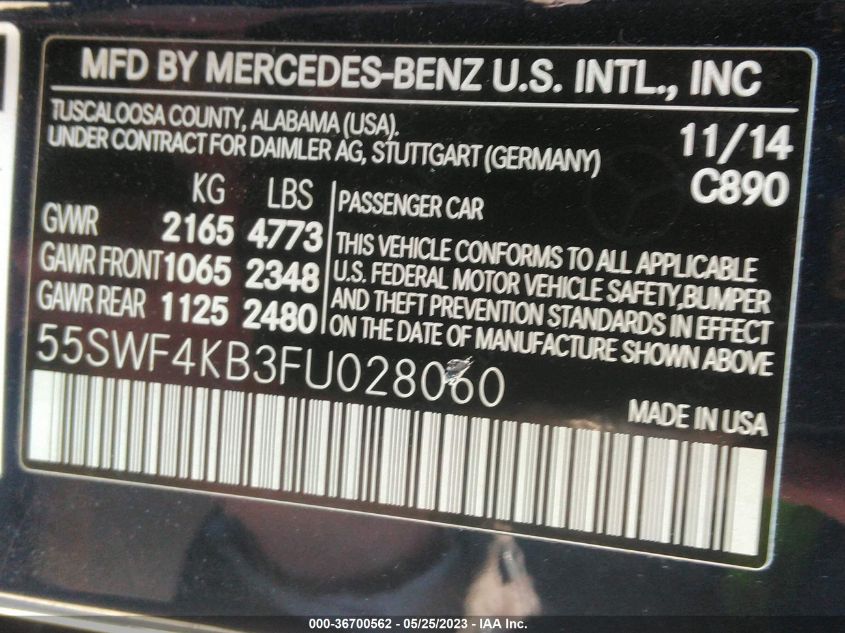 MFD BY MERCEDES-BENZ U.S. INTL., INC
TUSCALOOSA COUNTY, ALABAMA (USA).
UNDER CONTRACT FOR DAIMLER AG, STUTTGART (GERMANY)
11/14
C890
KG LBS
GVWR 2165 4773
GAWR FRONT 1065 2348
GAWR REAR 1125 2480
PASSENGER CAR
THIS VEHICLE CONFORMS TO ALL APPLICABLE
U.S. FEDERAL MOTOR VEHICLE SAFETY, BUMPER
AND THEFT PREVENTION STANDARDS IN EFFECT
ON THE DATE OF MANUFACTURE SHOWN ABOVE
55SWF4KB3FU028060
MADE IN USA
000-36700562 - 05/25/2023 - IAA Inc.